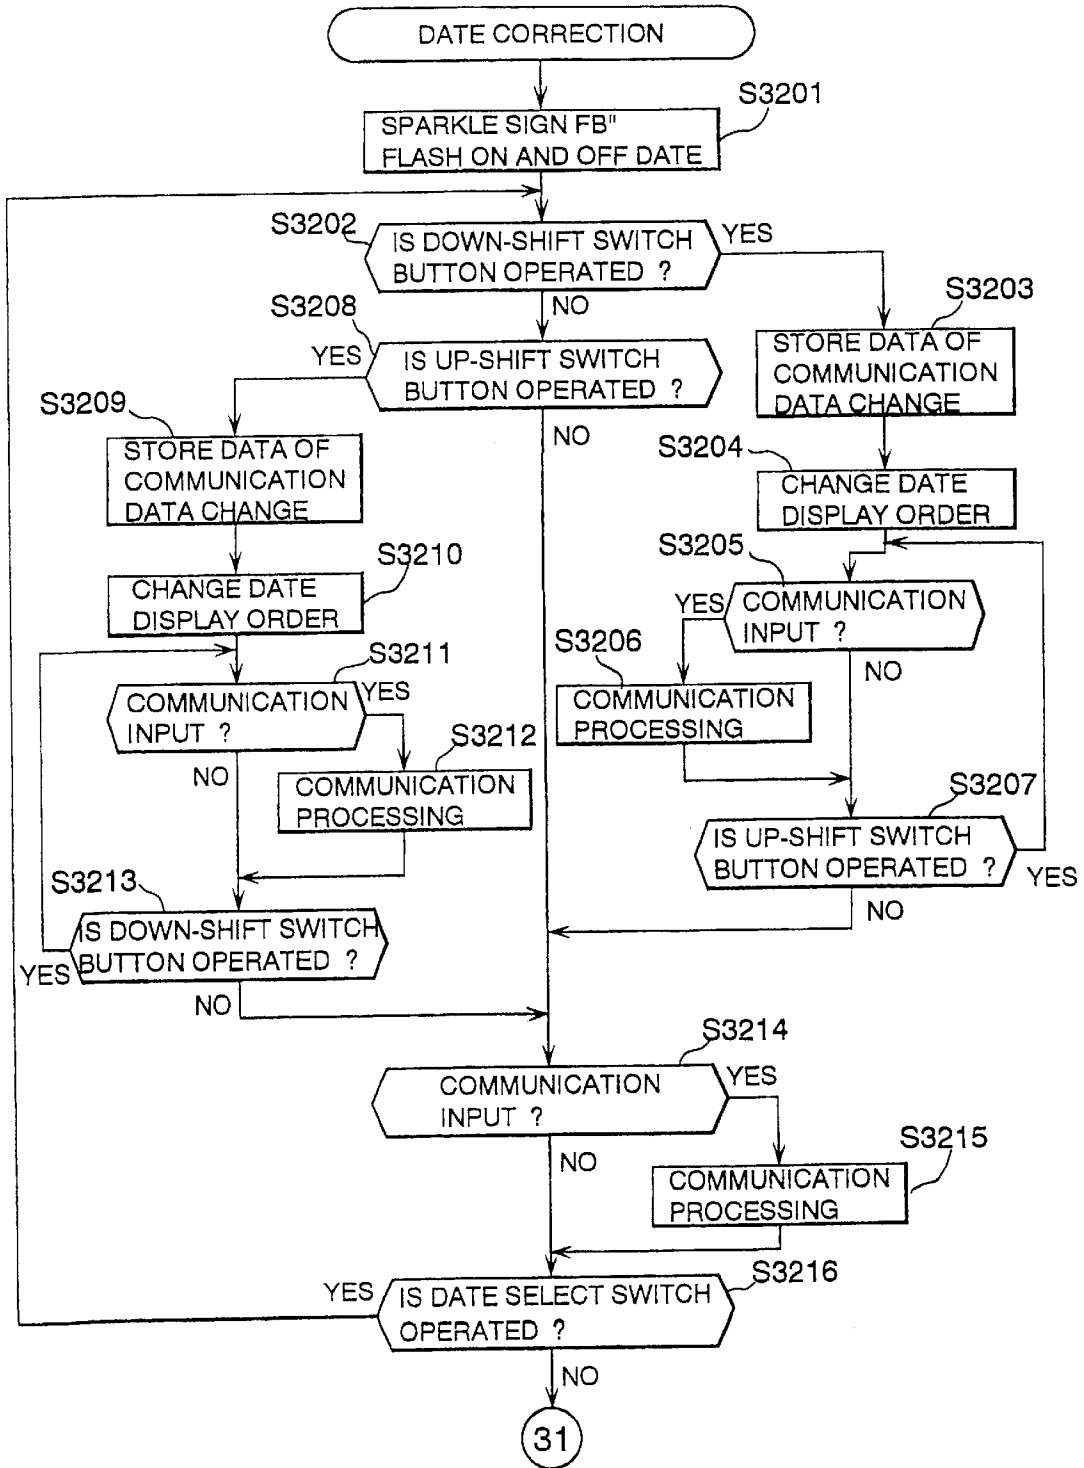 DATE CORRECTION
S3201
SPARKLE SIGN FB"
FLASH ON AND OFF DATE
S3202
IS DOWN-SHIFT SWITCH
BUTTON OPERATED ?
YES
NO
S3208
YES
IS UP-SHIFT SWITCH
BUTTON OPERATED ?
NO
S3203
STORE DATA OF
COMMUNICATION
DATA CHANGE
S3204
CHANGE DATE
DISPLAY ORDER
S3205
YES
COMMUNICATION
INPUT ?
NO
S3206
COMMUNICATION
PROCESSING
S3207
IS UP-SHIFT SWITCH
BUTTON OPERATED ?
YES
NO
S3209
STORE DATA OF
COMMUNICATION
DATA CHANGE
S3210
CHANGE DATE
DISPLAY ORDER
S3211
COMMUNICATION
INPUT ?
YES
NO
S3212
COMMUNICATION
PROCESSING
S3213
IS DOWN-SHIFT SWITCH
BUTTON OPERATED ?
YES
NO
S3214
COMMUNICATION
INPUT ?
YES
NO
S3215
COMMUNICATION
PROCESSING
S3216
YES
IS DATE SELECT SWITCH
OPERATED ?
NO
31